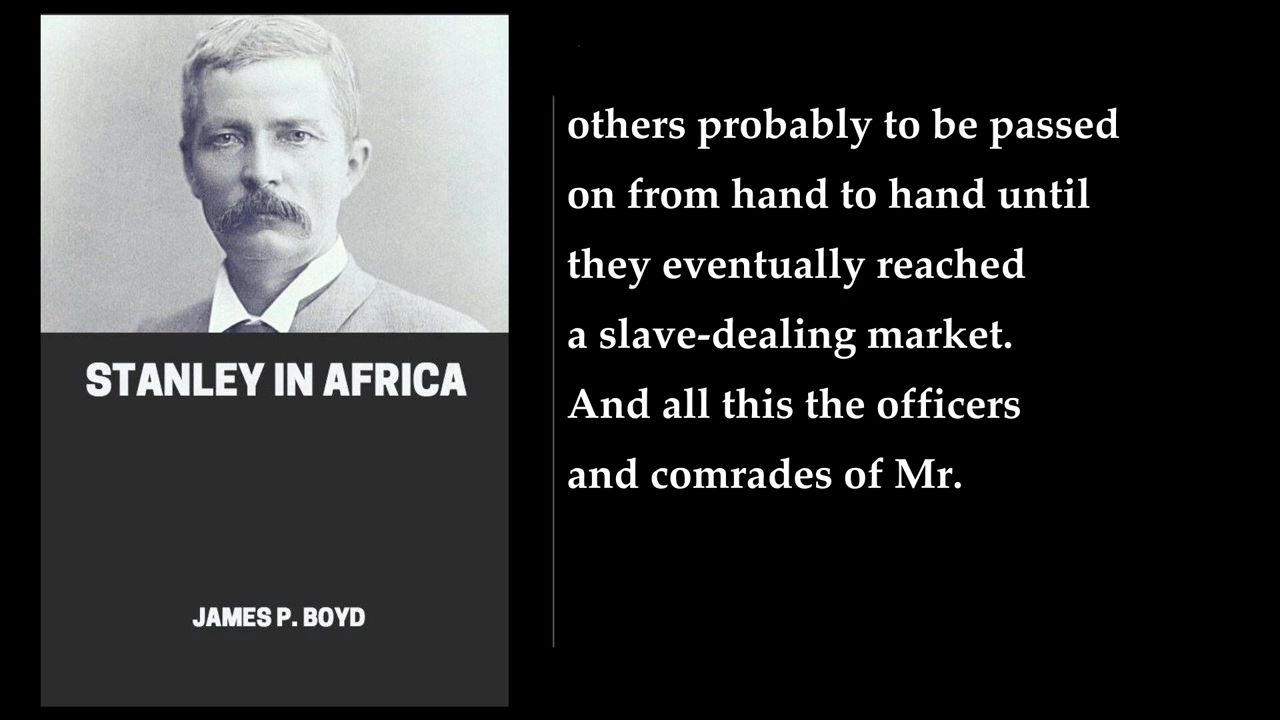 STANLEY IN AFRICA
JAMES P. BOYD
others probably to be passed
on from hand to hand until
they eventually reached
a slave-dealing market.
And all this the officers
and comrades of Mr.